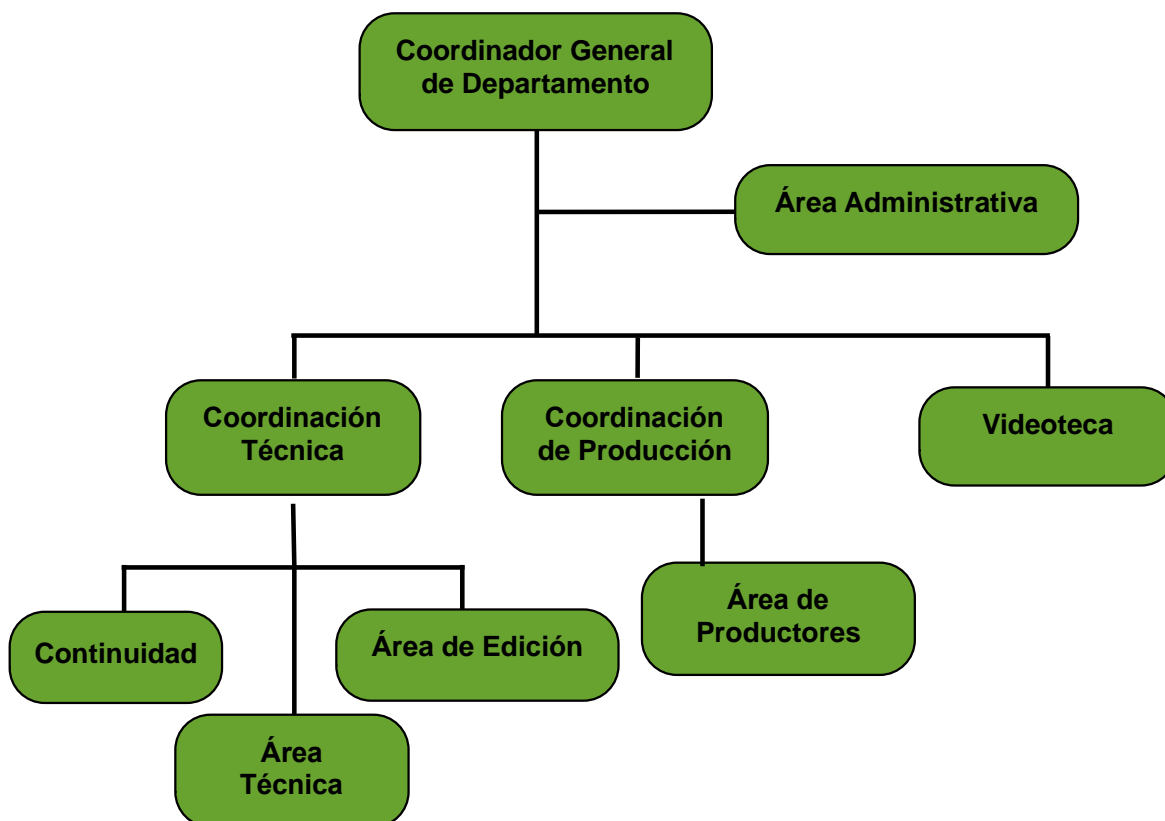 Coordinador General
de Departamento
Área Administrativa
Coordinación
Técnica
Coordinación
de Producción
Videoteca
Continuidad
Área de Edición
Área de
Productores
Área
Técnica